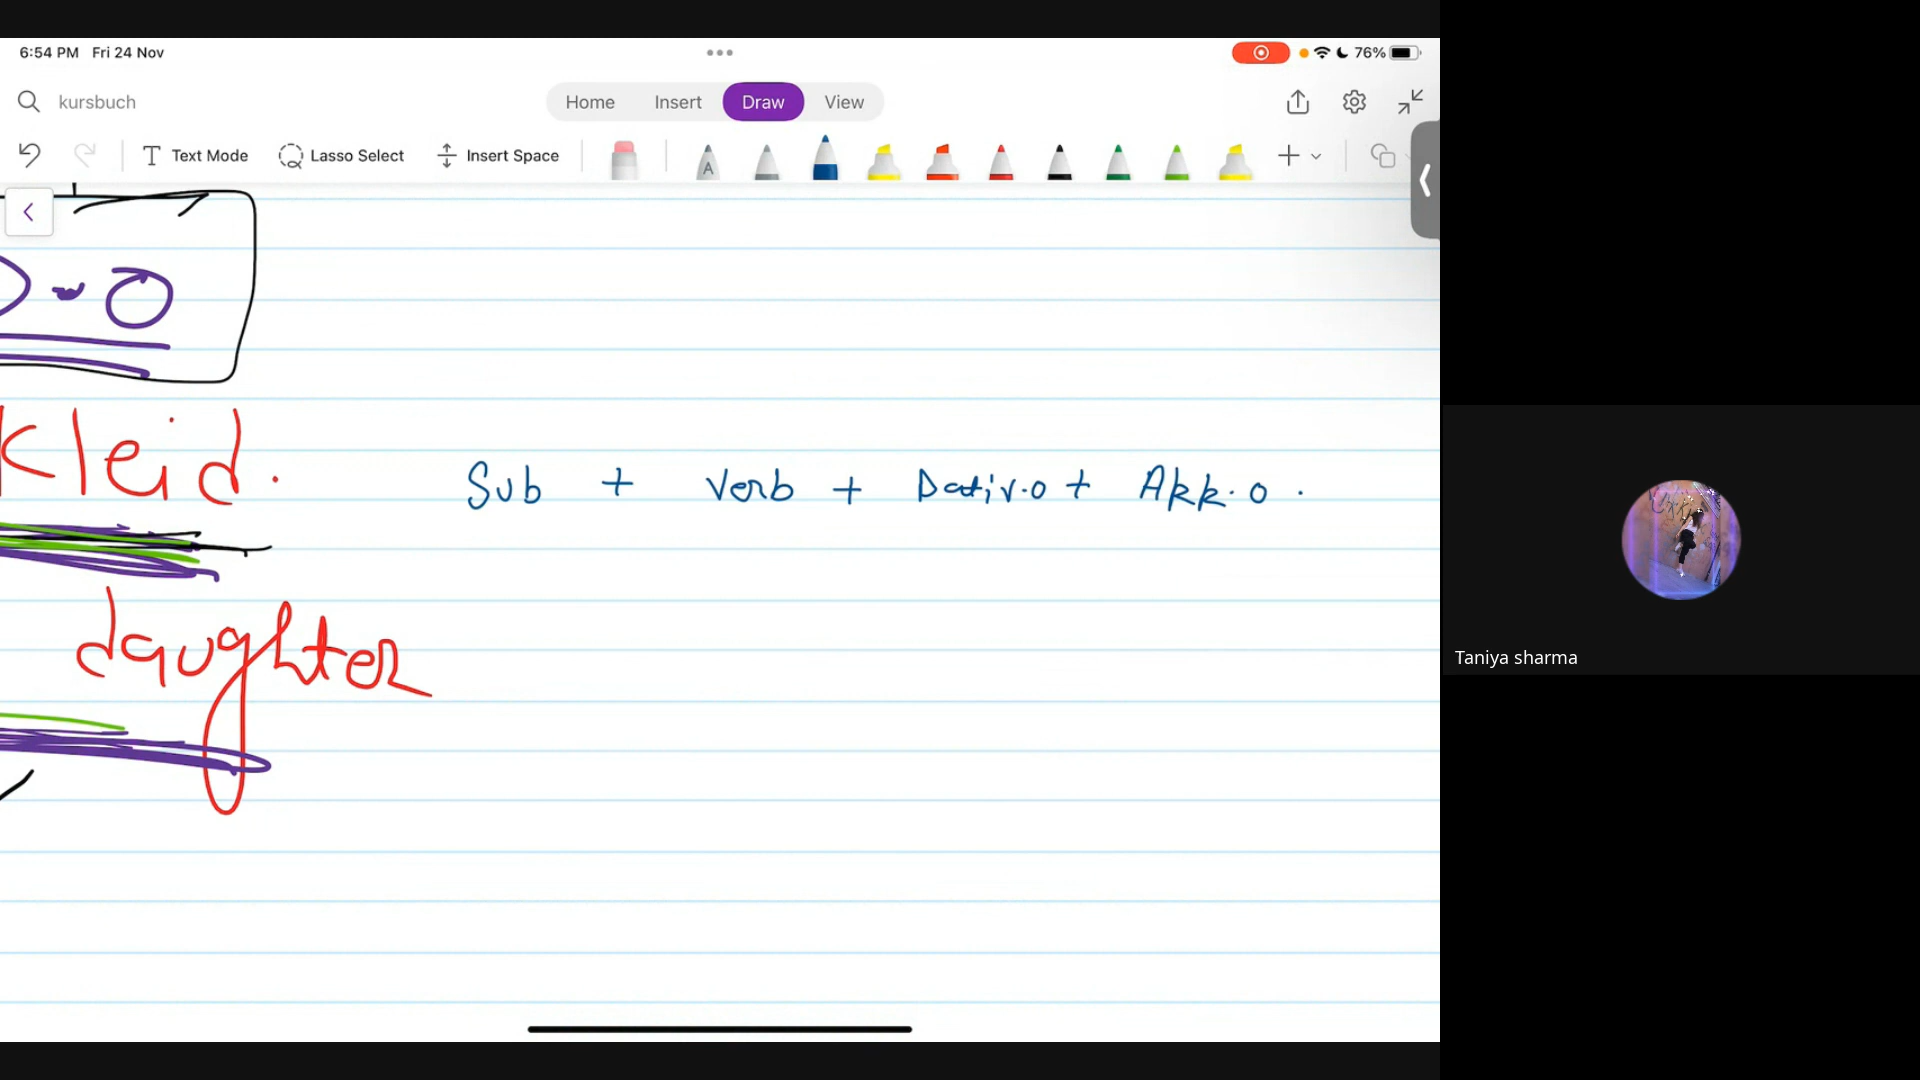 6:54 PM Fri 24 Nov
76%
kursbuch
Home Insert Draw View
Text Mode Lasso Select Insert Space
A
Kleid.
Sub + Verb + Dativ.o + Akk.o.
daughter
Taniya sharma